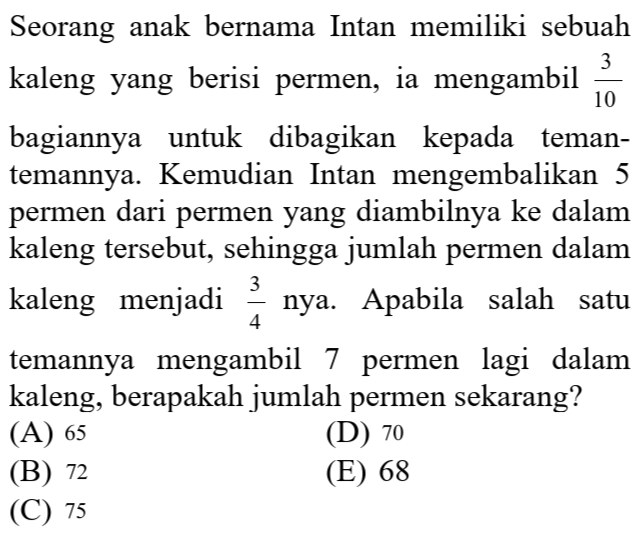 Seorang anak bernama Intan memiliki sebuah
kaleng yang berisi permen, ia mengambil 3/10
bagiannya untuk dibagikan kepada teman-
temannya. Kemudian Intan mengembalikan 5
permen dari permen yang diambilnya ke dalam
kaleng tersebut, sehingga jumlah permen dalam
kaleng menjadi 3/4 nya. Apabila salah satu
temannya mengambil 7 permen lagi dalam
kaleng, berapakah jumlah permen sekarang?
(A) 65 (D) 70
(B) 72 (E) 68
(C) 75